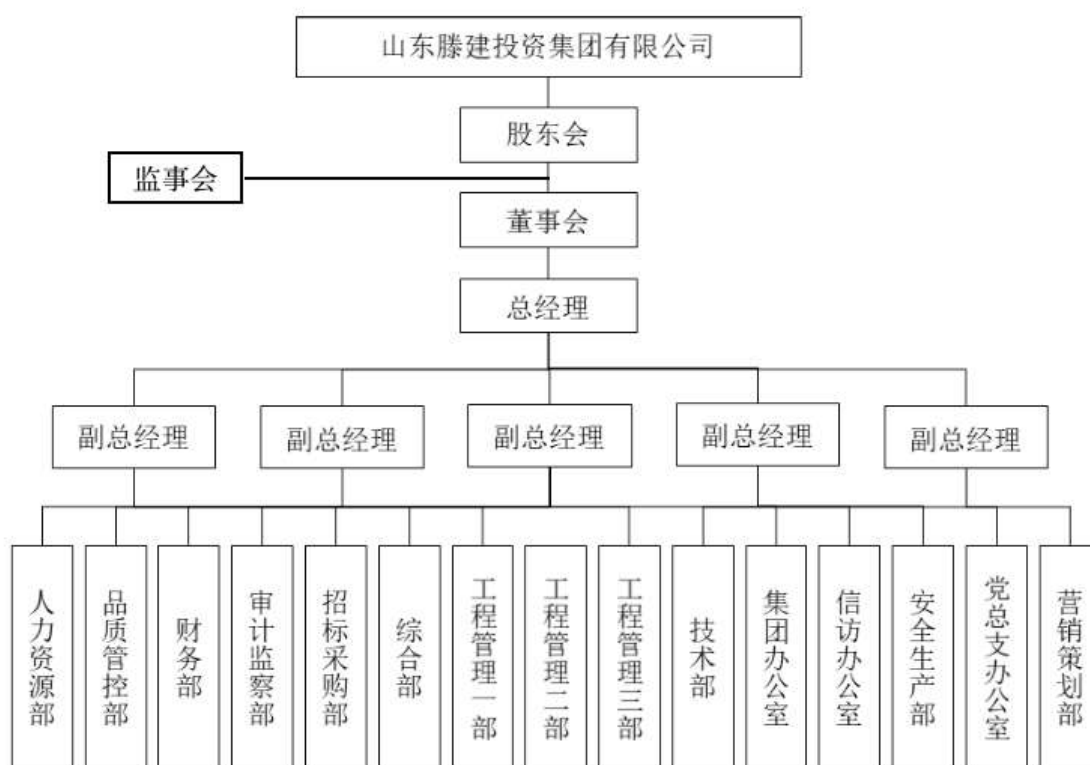 山东滕建投资集团有限公司
股东会
监事会
董事会
总经理
副总经理
副总经理
副总经理
副总经理
副总经理
人力资源部
品质管控部
财务部
审计监察部
招标采购部
综合部
工程管理一部
工程管理二部
工程管理三部
技术部
集团办公室
信访办公室
安全生产部
党总支办公室
营销策划部